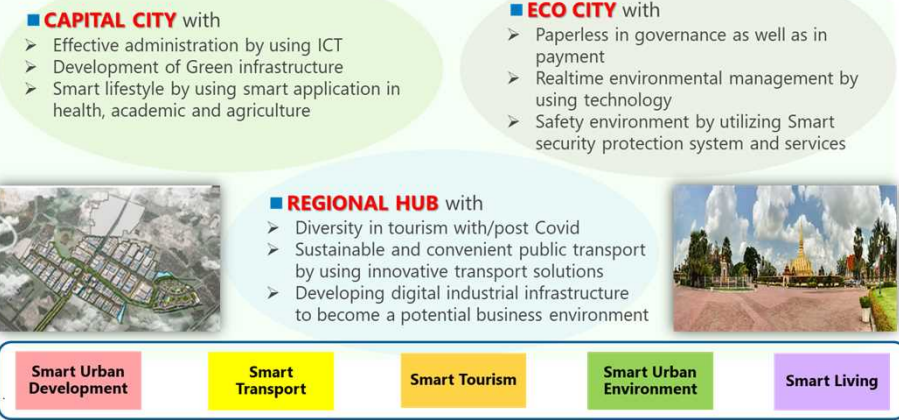 ■ CAPITAL CITY with
➢ Effective administration by using ICT
➢ Development of Green infrastructure
➢ Smart lifestyle by using smart application in
health, academic and agriculture
■ ECO CITY with
➢ Paperless in governance as well as in
payment
➢ Realtime environmental management by
using technology
➢ Safety environment by utilizing Smart
security protection system and services
■ REGIONAL HUB with
➢ Diversity in tourism with/post Covid
➢ Sustainable and convenient public transport
by using innovative transport solutions
➢ Developing digital industrial infrastructure
to become a potential business environment
Smart Urban
Development
Smart
Transport
Smart Tourism
Smart Urban
Environment
Smart Living